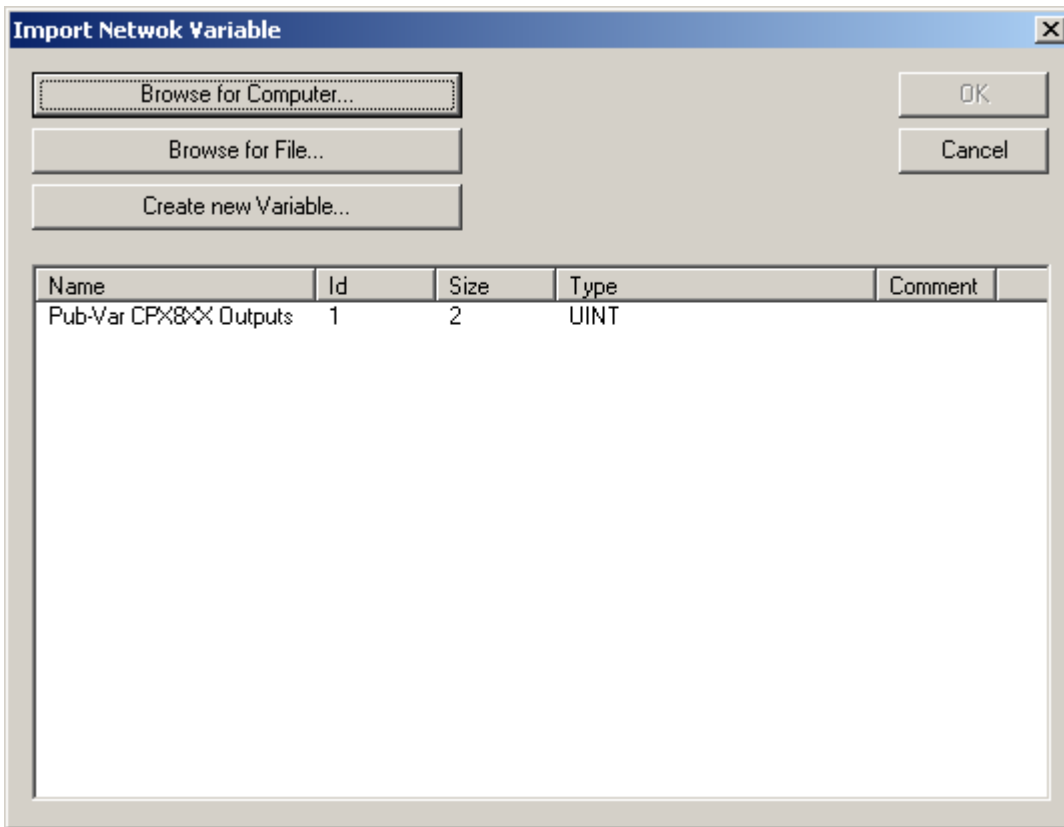 Import Netwok Variable
Browse for Computer...
OK
Browse for File...
Cancel
Create new Variable...
Name Id Size Type Comment
Pub-Var CPX8XX Outputs 1 2 UINT